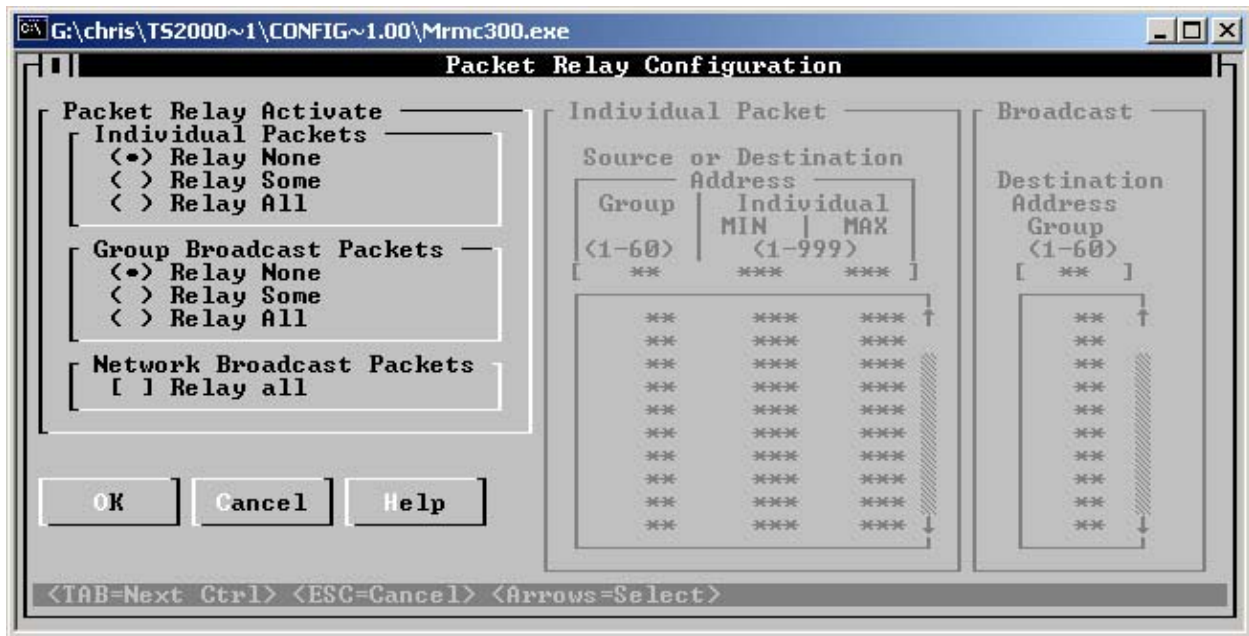 G:\chris\TS2000~1\CONFIG~1.00\Mrmc300.exe
Packet Relay Configuration
Packet Relay Activate
Individual Packets
(•) Relay None
( ) Relay Some
( ) Relay All
Group Broadcast Packets
(•) Relay None
( ) Relay Some
( ) Relay All
Network Broadcast Packets
[ ] Relay all
OK Cancel Help
Individual Packet
Source or Destination
Address
Group | Individual
MIN | MAX
(1-60) | (1-999)
[ ** *** *** ]
** *** ***
** *** ***
** *** ***
** *** ***
** *** ***
** *** ***
** *** ***
** *** ***
** *** ***
** *** ***
Broadcast
Destination
Address
Group
(1-60)
[ ** ]
**
**
**
**
**
**
**
**
**
**
<TAB=Next Ctrl> <ESC=Cancel> <Arrows=Select>